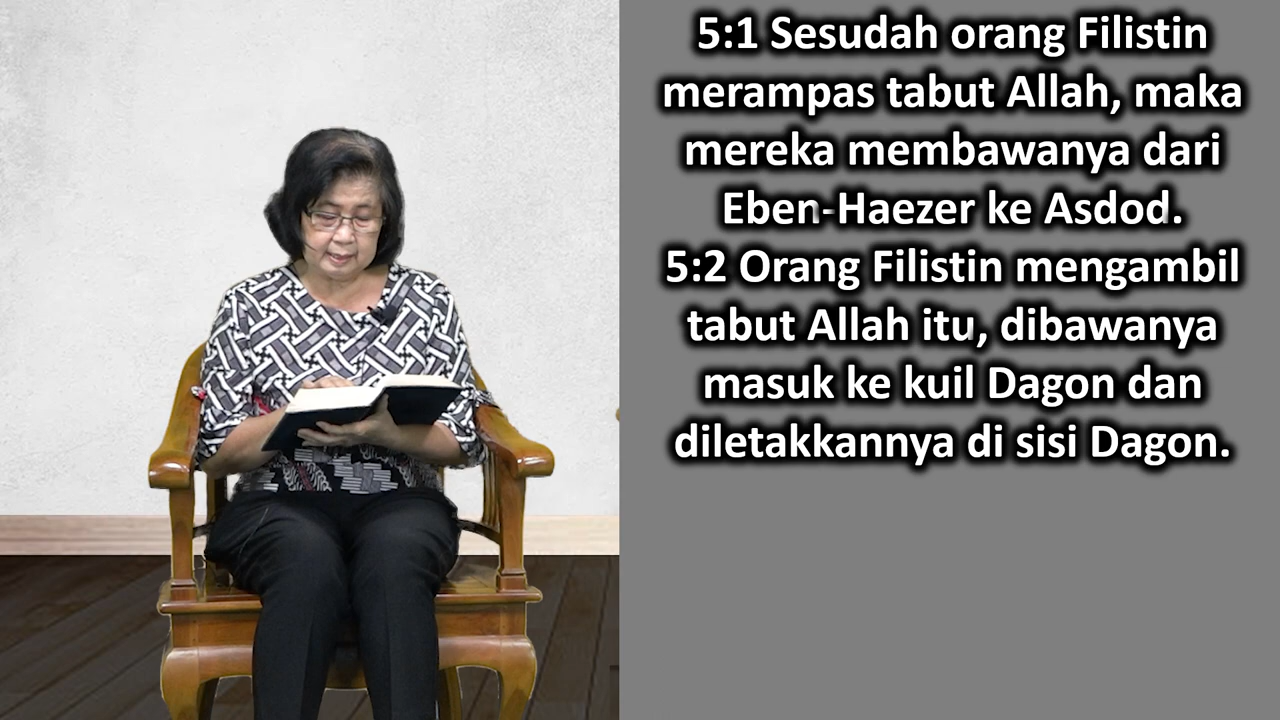 5:1 Sesudah orang Filistin
merampas tabut Allah, maka
mereka membawanya dari
Eben-Haezer ke Asdod.
5:2 Orang Filistin mengambil
tabut Allah itu, dibawanya
masuk ke kuil Dagon dan
diletakkannya di sisi Dagon.